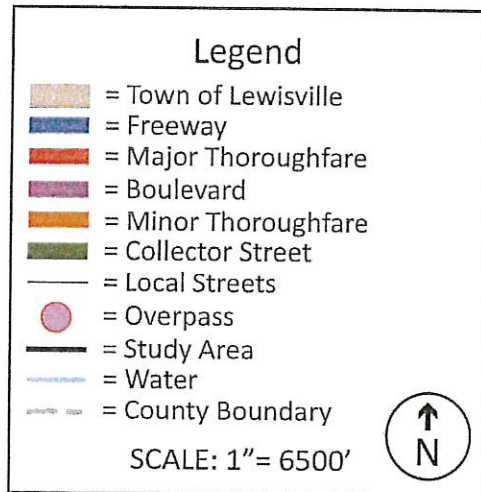 Legend
= Town of Lewisville
= Freeway
= Major Thoroughfare
= Boulevard
= Minor Thoroughfare
= Collector Street
= Local Streets
= Overpass
= Study Area
= Water
= County Boundary
SCALE: 1”= 6500’
N